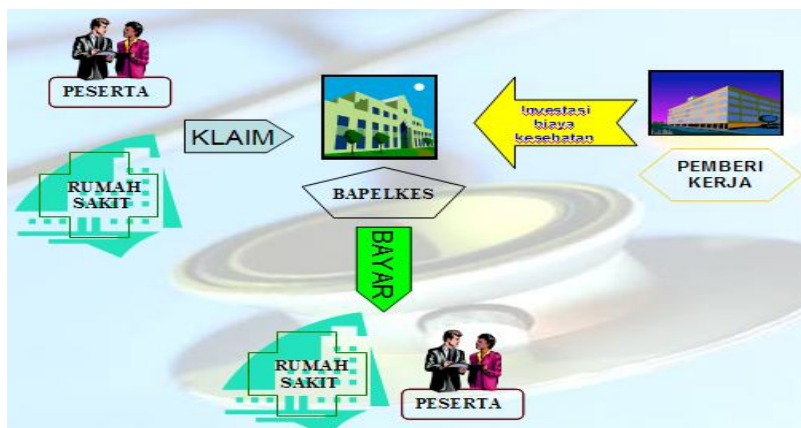 PESERTA
KLAIM
Investasi
biaya
kesehatan
RUMAH
SAKIT
BAPELKES
PEMBERI
KERJA
BAYAR
RUMAH
SAKIT
PESERTA